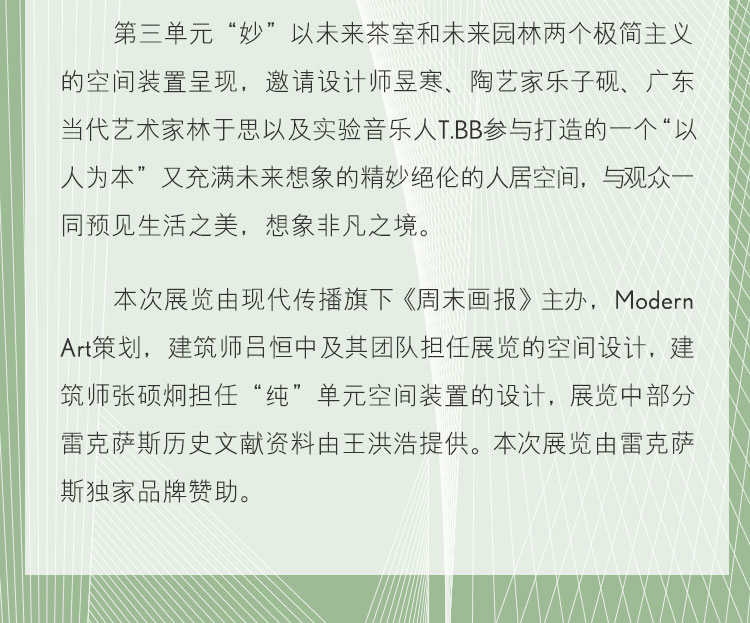 第三单元“妙”以未来茶室和未来园林两个极简主义
的空间装置呈现，邀请设计师昱寒、陶艺家乐子砚、广东
当代艺术家林于思以及实验音乐人T.BB参与打造的一个“以
人为本”又充满未来想象的精妙绝伦的人居空间，与观众一
同预见生活之美，想象非凡之境。
本次展览由现代传播旗下《周末画报》主办，Modern
Art策划，建筑师吕恒中及其团队担任展览的空间设计，建
筑师张硕炯担任“纯”单元空间装置的设计，展览中部分
雷克萨斯历史文献资料由王洪浩提供。本次展览由雷克萨
斯独家品牌赞助。